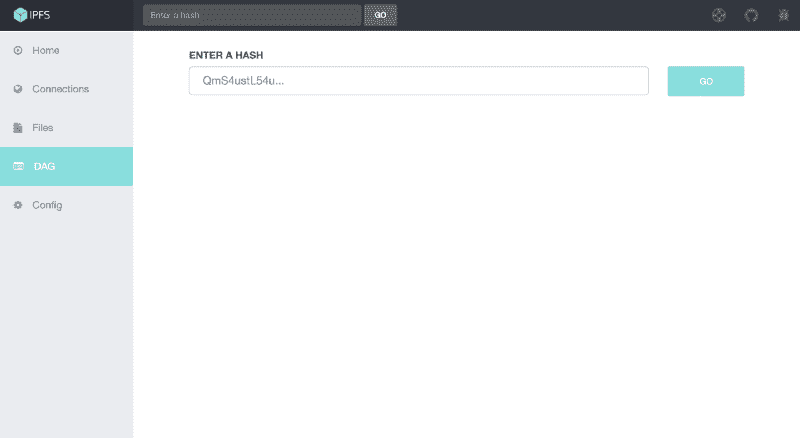 IPFS
Enter a hash
GO
Home
Connections
Files
DAG
Config
ENTER A HASH
QmS4ustL54u...
GO